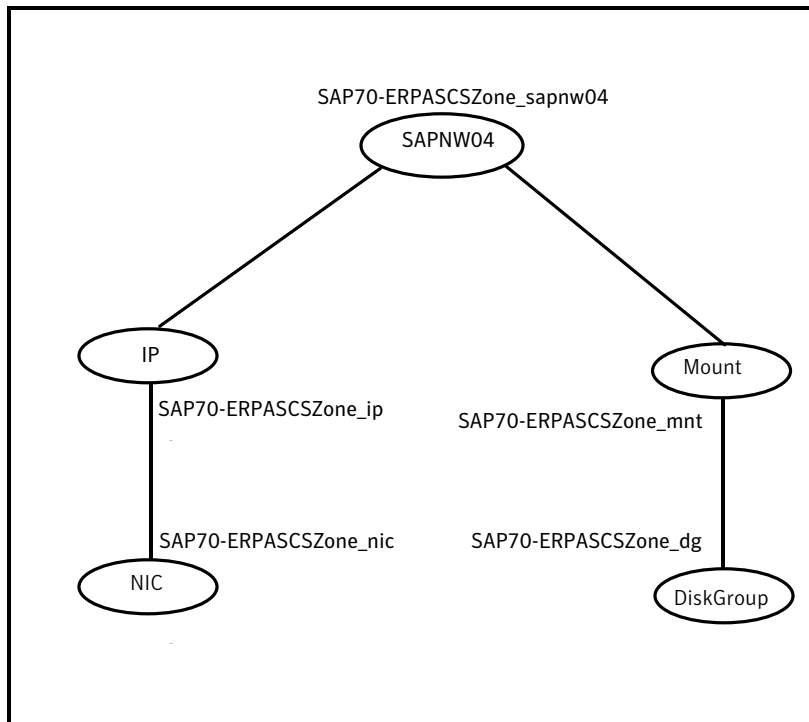 SAP70-ERPASCSZone_sapnw04
SAPNW04
IP
Mount
SAP70-ERPASCSZone_ip
SAP70-ERPASCSZone_mnt
SAP70-ERPASCSZone_nic
SAP70-ERPASCSZone_dg
NIC
DiskGroup